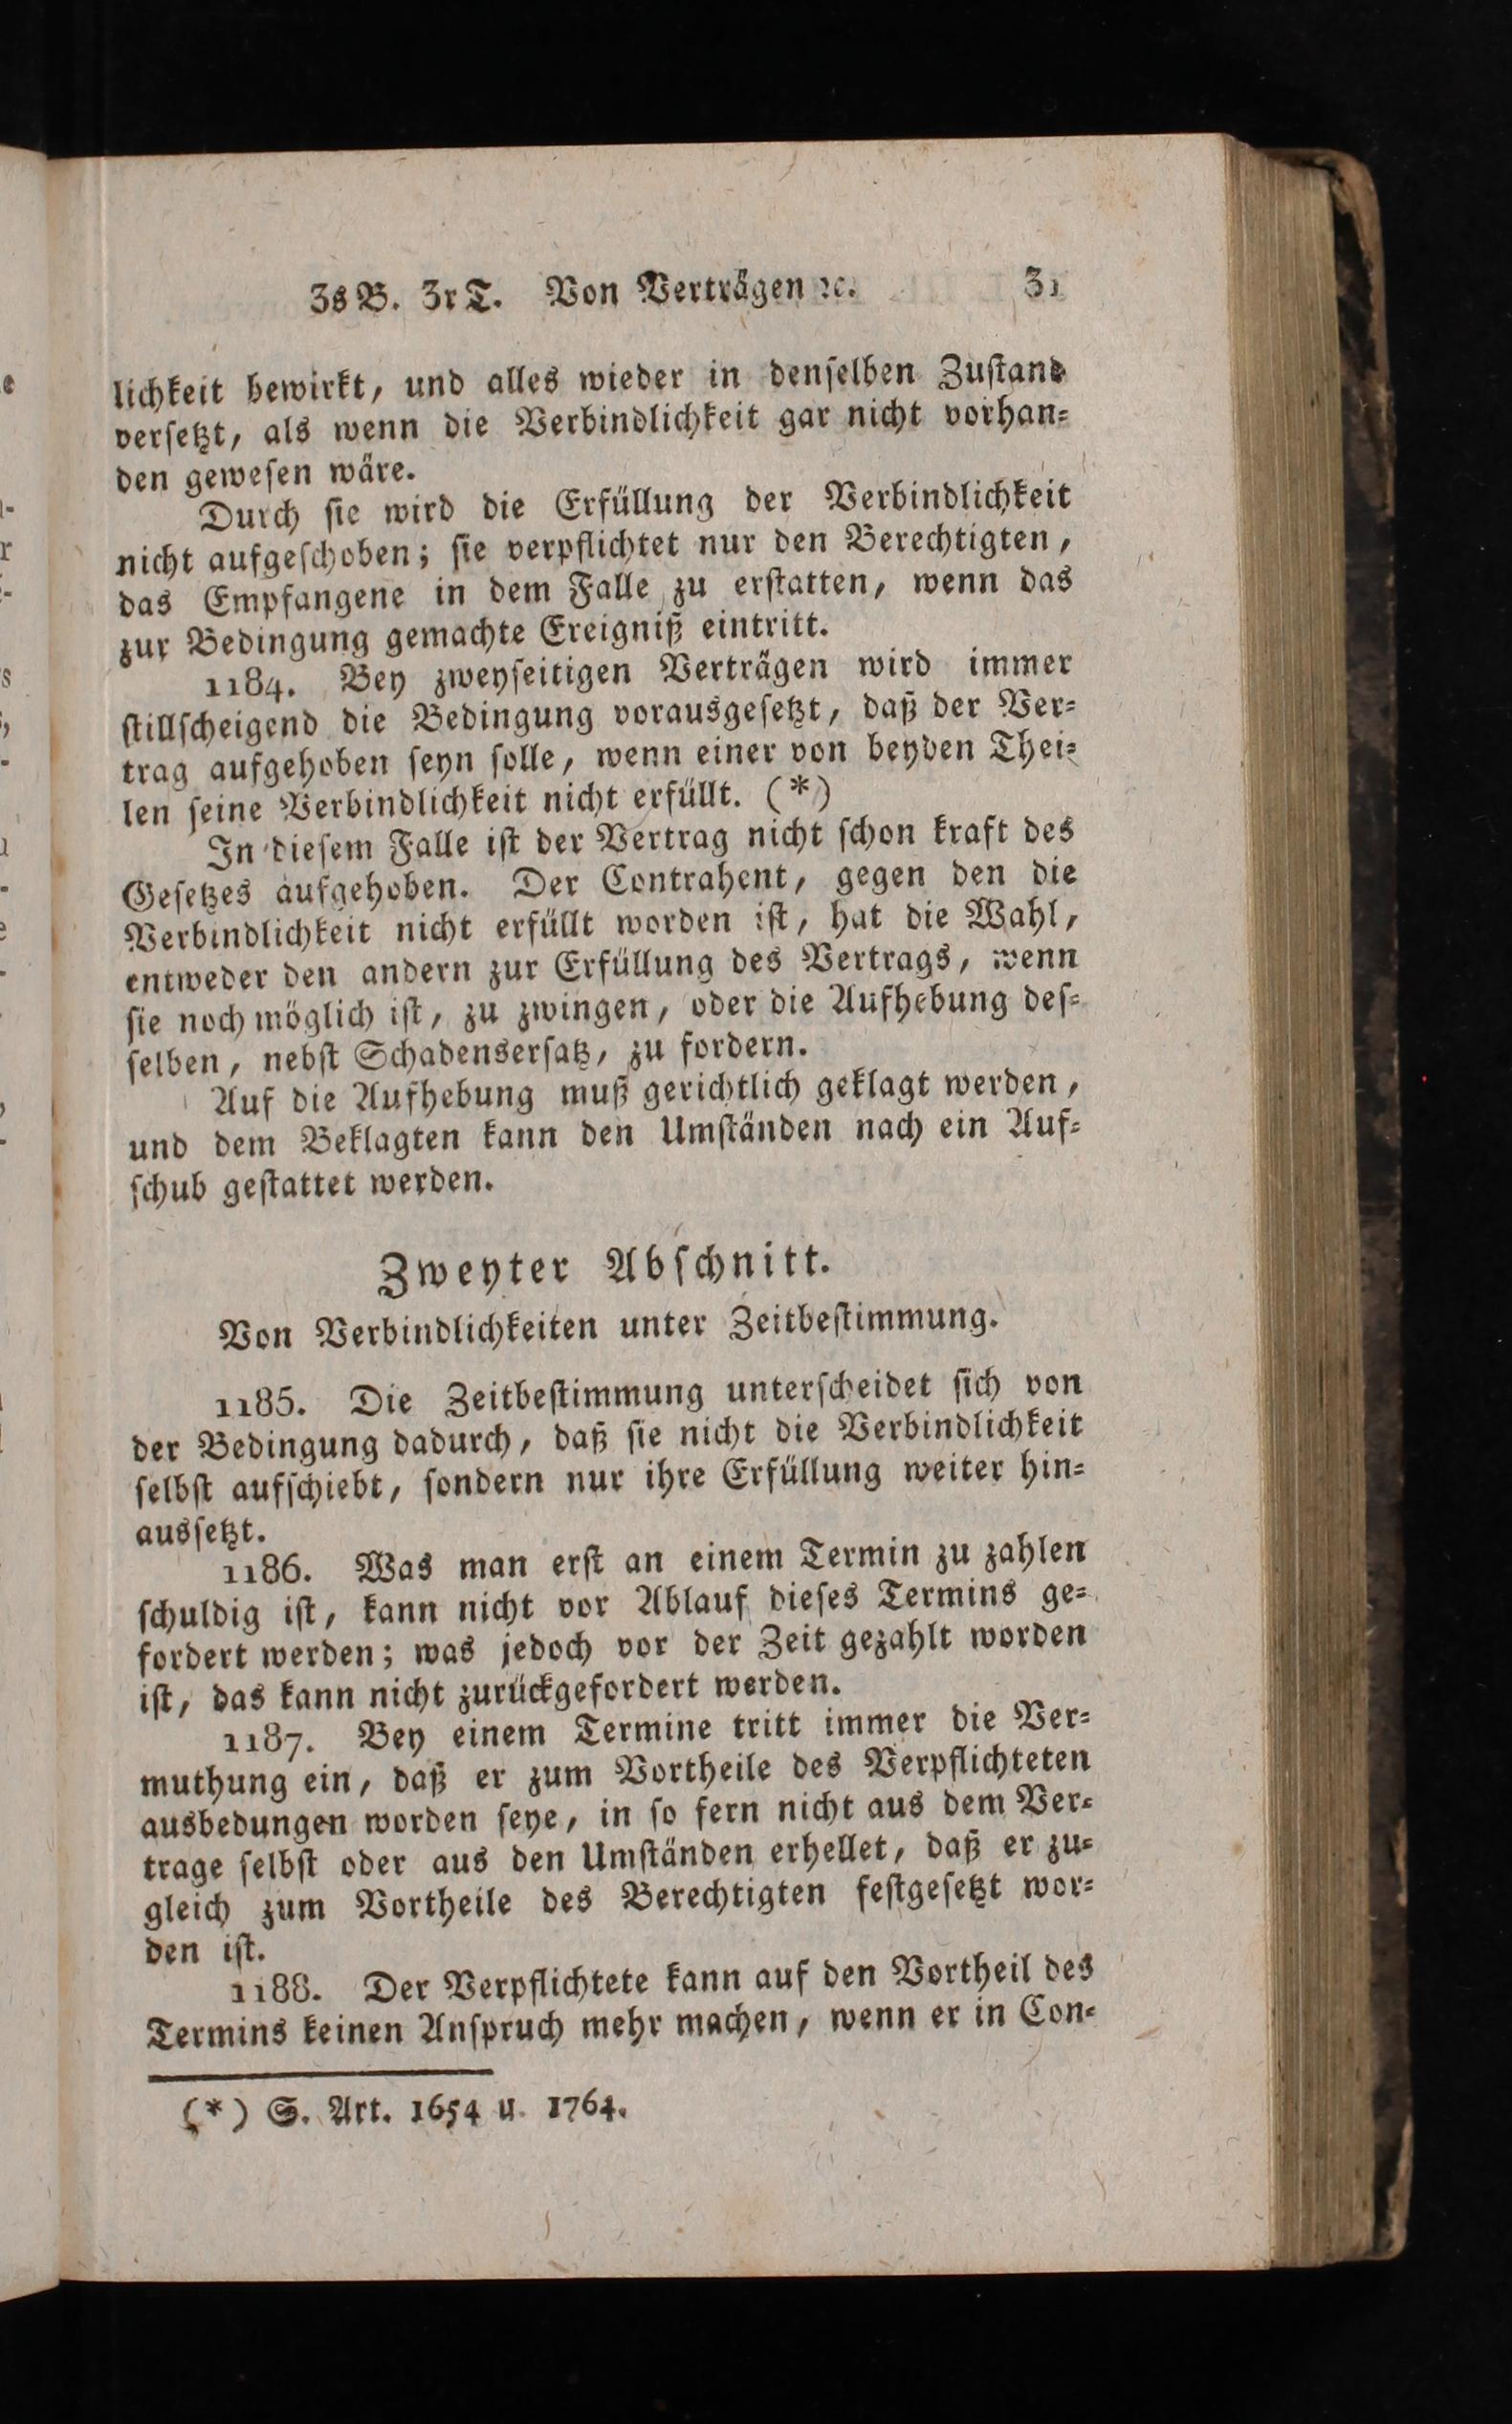 3s B. 3r T. Von Verträgen ꝛc. 31
lichkeit bewirkt, und alles wieder in denſelben Zuſtand
verſetzt, als wenn die Verbindlichkeit gar nicht vorhan⸗
den geweſen wäre.
Durch ſie wird die Erfüllung der Verbindlichkeit
nicht aufgeſchoben; ſie verpflichtet nur den Berechtigten,
das Empfangene in dem Falle zu erſtatten, wenn das
zur Bedingung gemachte Ereigniß eintritt.
1184. Bey zweyſeitigen Verträgen wird immer
ſtillſcheigend die Bedingung vorausgeſetzt, daß der Ver⸗
trag aufgehoben ſeyn ſolle, wenn einer von beyden Thei⸗
len ſeine Verbindlichkeit nicht erfüllt. (*)
In dieſem Falle iſt der Vertrag nicht ſchon kraft des
Geſetzes aufgehoben. Der Contrahent, gegen den die
Verbindlichkeit nicht erfüllt worden iſt, hat die Wahl,
entweder den andern zur Erfüllung des Vertrags, wenn
ſie noch möglich iſt, zu zwingen, oder die Aufhebung deſ⸗
ſelben, nebſt Schadenserſatz, zu fordern.
Auf die Aufhebung muß gerichtlich geklagt werden,
und dem Beklagten kann den Umſtänden nach ein Auf⸗
ſchub geſtattet werden.
Zweyter Abſchnitt.
Von Verbindlichkeiten unter Zeitbeſtimmung.
1185. Die Zeitbeſtimmung unterſcheidet ſich von
der Bedingung dadurch, daß ſie nicht die Verbindlichkeit
ſelbſt aufſchiebt, ſondern nur ihre Erfüllung weiter hin⸗
ausſetzt.
1186. Was man erſt an einem Termin zu zahlen
ſchuldig iſt, kann nicht vor Ablauf dieſes Termins ge⸗
fordert werden; was jedoch vor der Zeit gezahlt worden
iſt, das kann nicht zurückgefordert werden.
1187. Bey einem Termine tritt immer die Ver⸗
muthung ein, daß er zum Vortheile des Verpflichteten
ausbedungen worden ſeye, in ſo fern nicht aus dem Ver⸗
trage ſelbſt oder aus den Umſtänden erhellet, daß er zu⸗
gleich zum Vortheile des Berechtigten feſtgeſetzt wor⸗
den iſt.
1188. Der Verpflichtete kann auf den Vortheil des
Termins keinen Anſpruch mehr machen, wenn er in Con⸗
(*) S. Art. 1654 u. 1764.